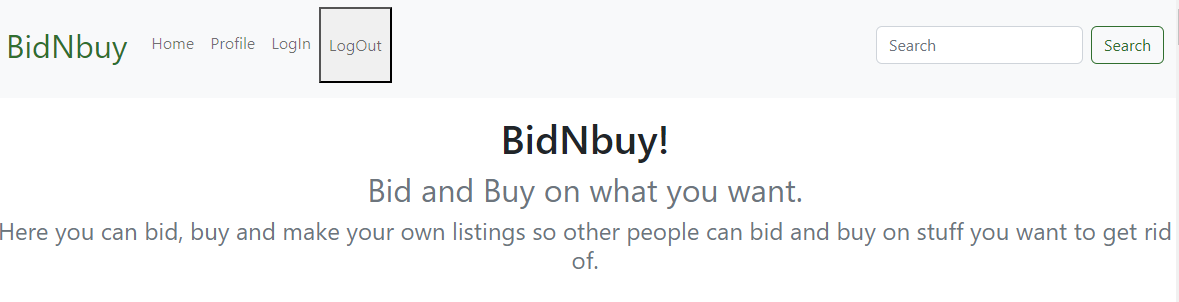 BidNbuy Home Profile LogIn LogOut Search Search
BidNbuy!
Bid and Buy on what you want.
Here you can bid, buy and make your own listings so other people can bid and buy on stuff you want to get rid
of.